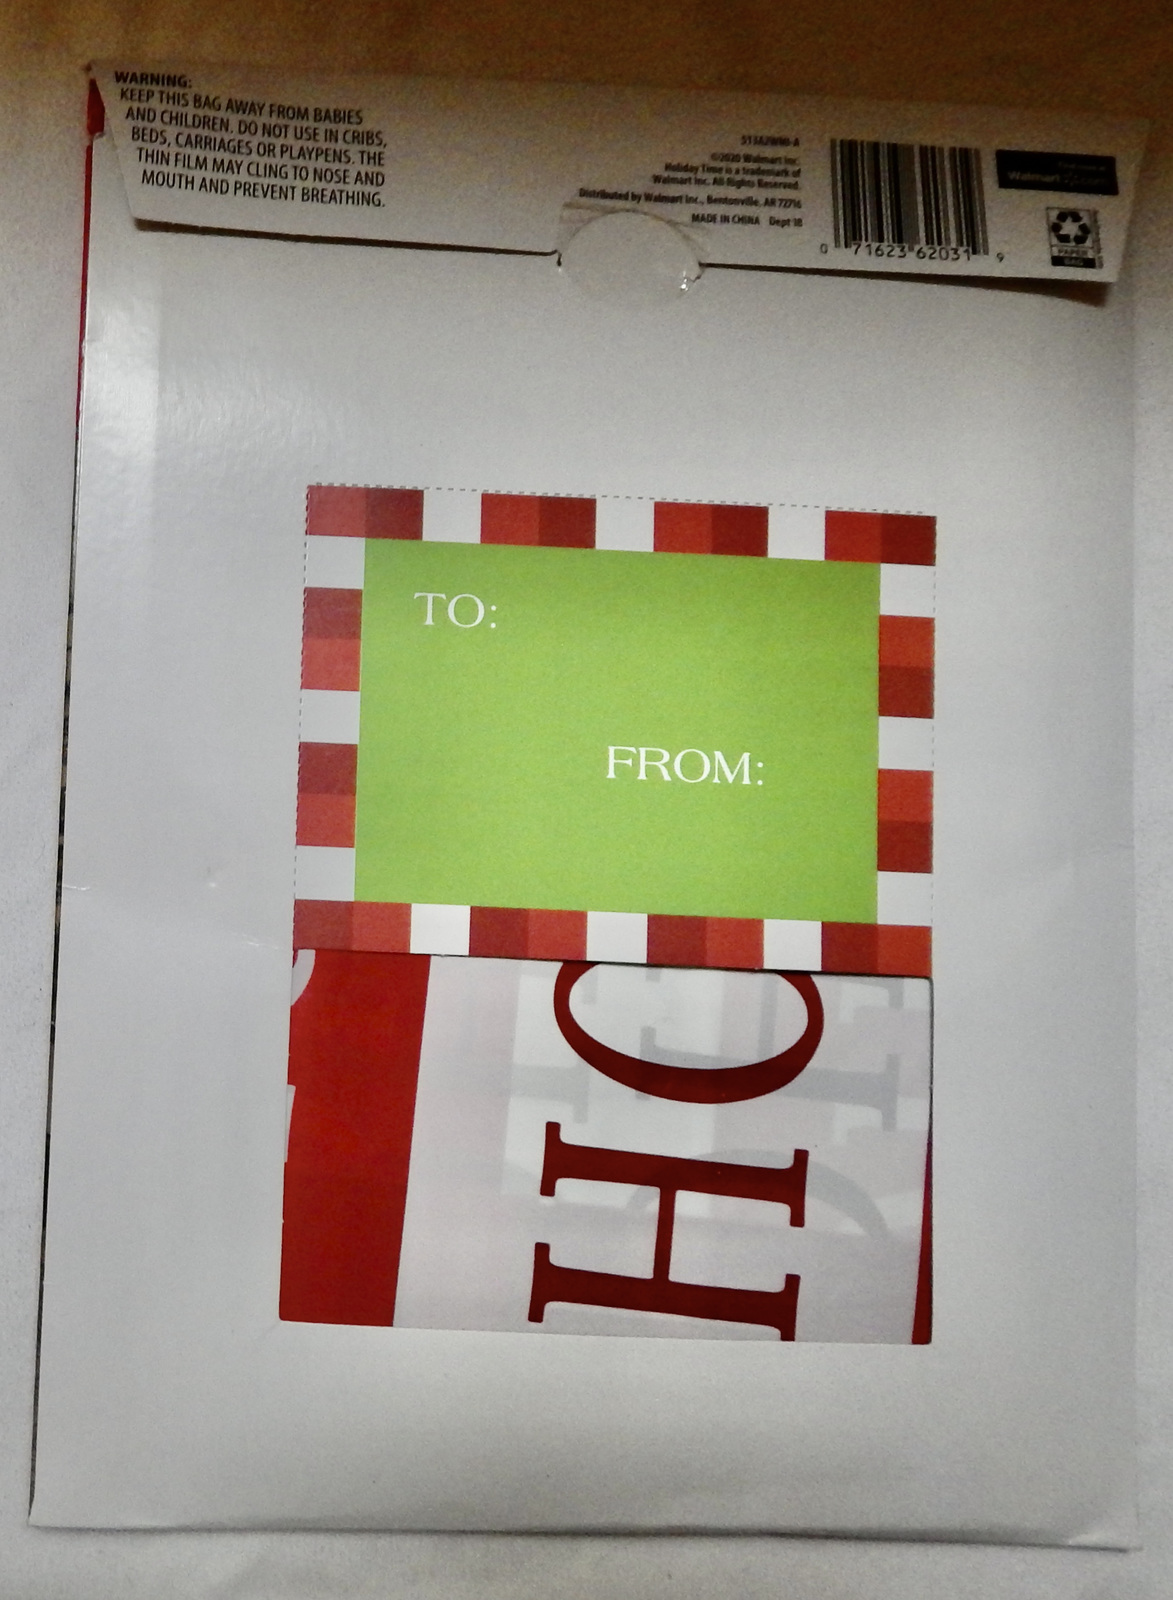 WARNING:
KEEP THIS BAG AWAY FROM BABIES
AND CHILDREN. DO NOT USE IN CRIBS,
BEDS, CARRIAGES OR PLAYPENS. THE
THIN FILM MAY CLING TO NOSE AND
MOUTH AND PREVENT BREATHING.
©2020 Walmart Inc.
Holiday Time is a trademark of
Walmart Inc. All Rights Reserved.
Distributed by Walmart Inc., Bentonville, AR 72716
MADE IN CHINA Dept 18
0 71623 62031 9
Walmart
PAPER
BAG
TO:
FROM:
HO